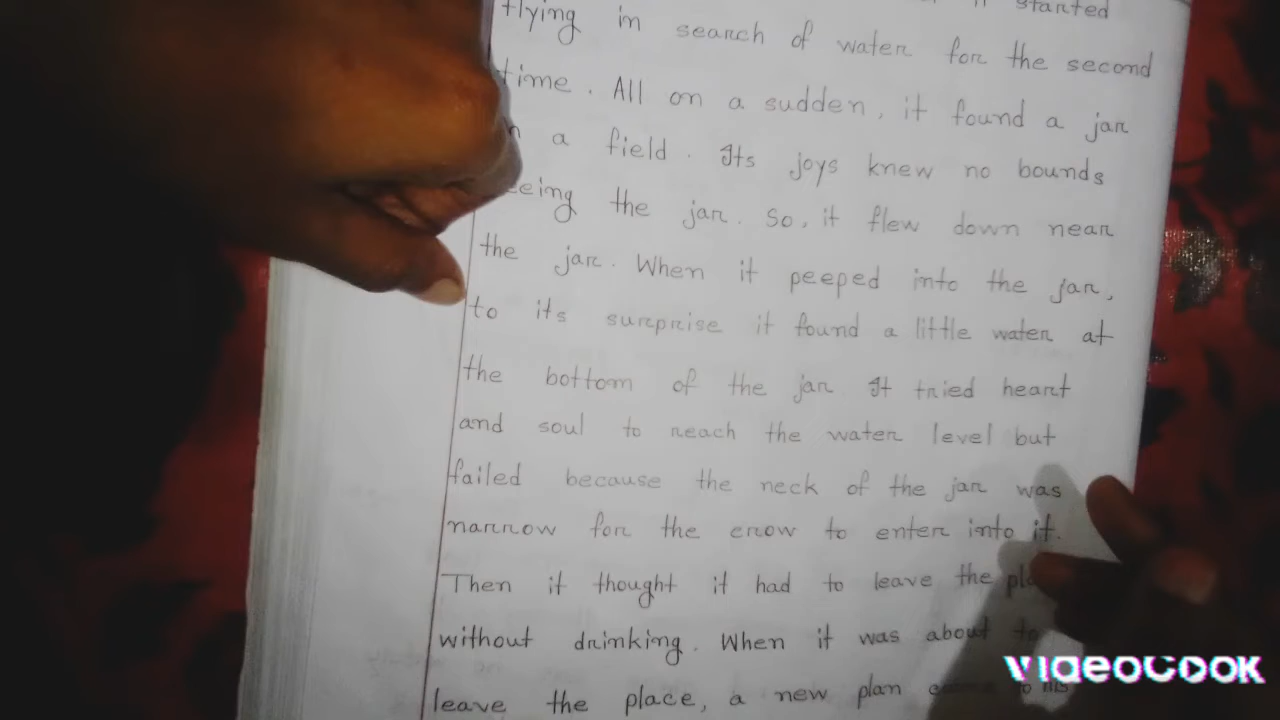 started
flying in search of water for the second
time. All on a sudden, it found a jar
a field. Its joys knew no bounds
the jar. So, it flew down near
the jar. When it peeped into the jar,
to its surprise it found a little water at
the bottom of the jar It tried heart
and soul to reach the water level but
failed because the neck of the jar was
narrow for the crow to enter into it.
Then it thought it had to leave the
without drinking. When it was about to
leave the place, a new plan
VIDEOCOOK